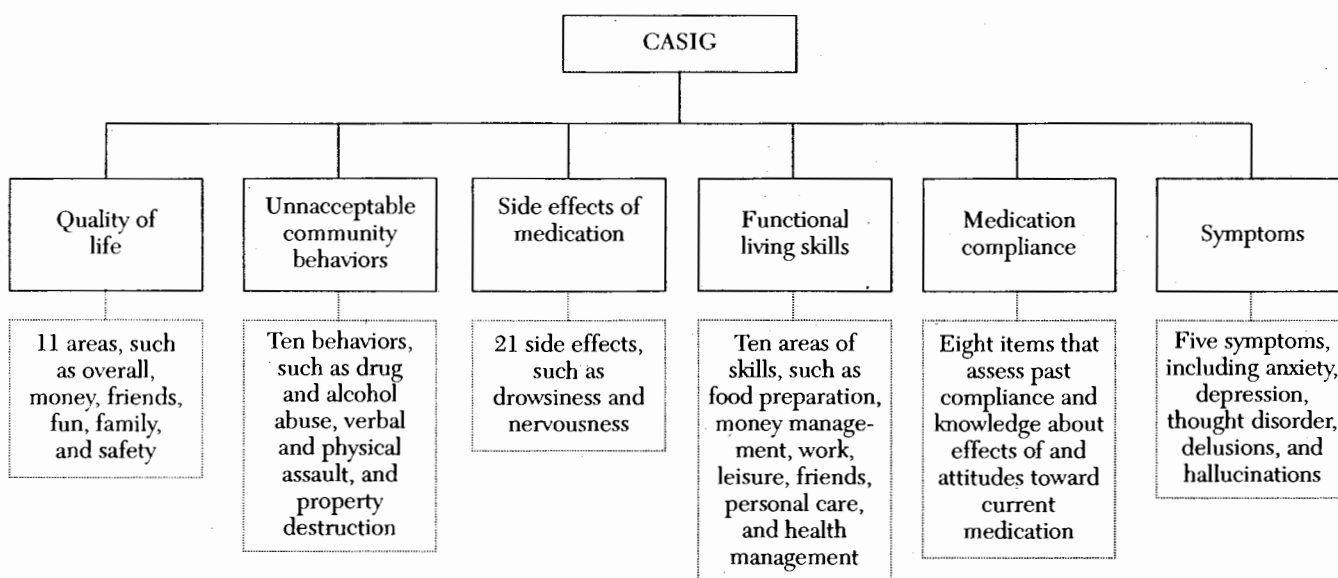 CASIG
Quality of
life
Unnacceptable
community
behaviors
Side effects of
medication
Functional
living skills
Medication
compliance
Symptoms
11 areas, such
as overall,
money, friends,
fun, family,
and safety
Ten behaviors,
such as drug
and alcohol
abuse, verbal
and physical
assault, and
property
destruction
21 side effects,
such as
drowsiness and
nervousness
Ten areas of
skills, such as
food preparation,
money manage-
ment, work,
leisure, friends,
personal care,
and health
management
Eight items that
assess past
compliance and
knowledge about
effects of and
attitudes toward
current
medication
Five symptoms,
including anxiety,
depression,
thought disorder,
delusions, and
hallucinations